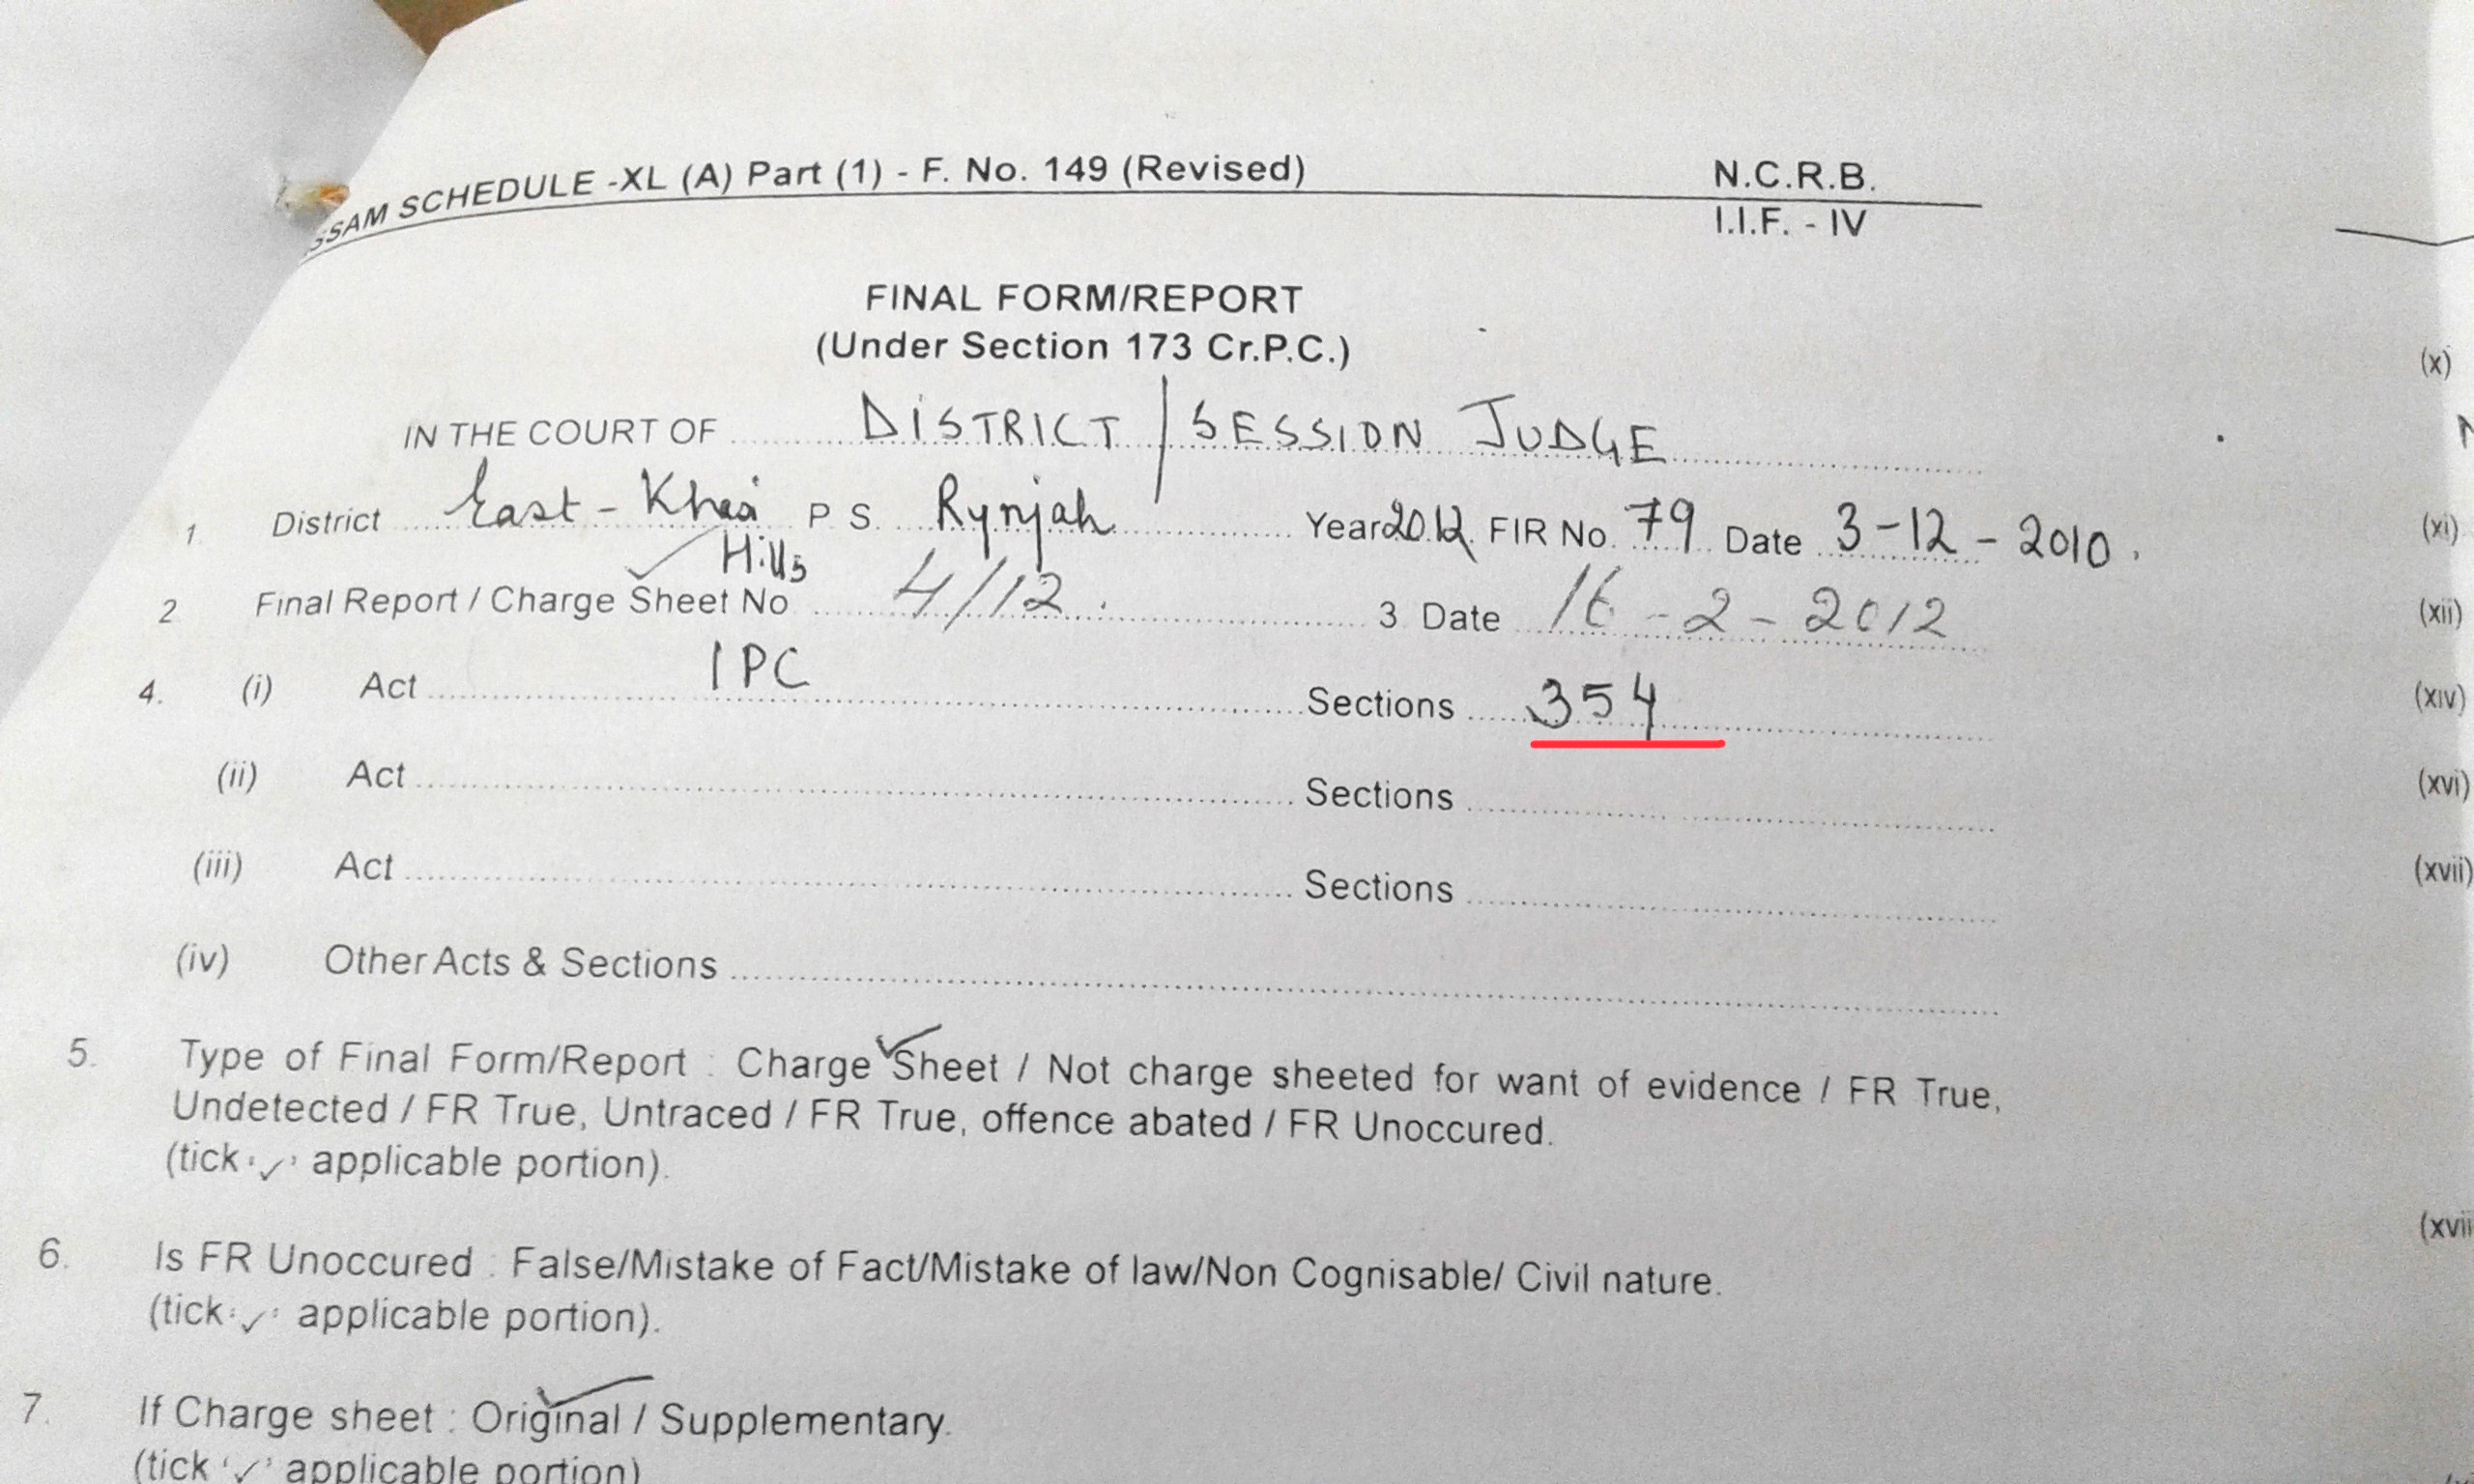 SSAM SCHEDULE -XL (A) Part (1) - F. No. 149 (Revised) N.C.R.B.
I.I.F. - IV
FINAL FORM/REPORT
(Under Section 173 Cr.P.C.)
IN THE COURT OF DISTRICT / SESSION JUDGE
1. District East - Khasi Hills P S. Rynjah Year 2012 FIR No. 79 Date 3-12-2010.
2 Final Report / Charge Sheet No 4/12. 3 Date 16-2-2012
4. (i) Act IPC Sections 354
(ii) Act Sections
(iii) Act Sections
(iv) Other Acts & Sections
5. Type of Final Form/Report : Charge Sheet / Not charge sheeted for want of evidence / FR True,
Undetected / FR True, Untraced / FR True, offence abated / FR Unoccured.
(tick '✓' applicable portion).
6. Is FR Unoccured : False/Mistake of Fact/Mistake of law/Non Cognisable/ Civil nature.
(tick '✓' applicable portion).
7. If Charge sheet : Original / Supplementary.
(tick '✓' applicable portion)
(x)
(xi)
(xii)
(xiv)
(xvi)
(xvii)